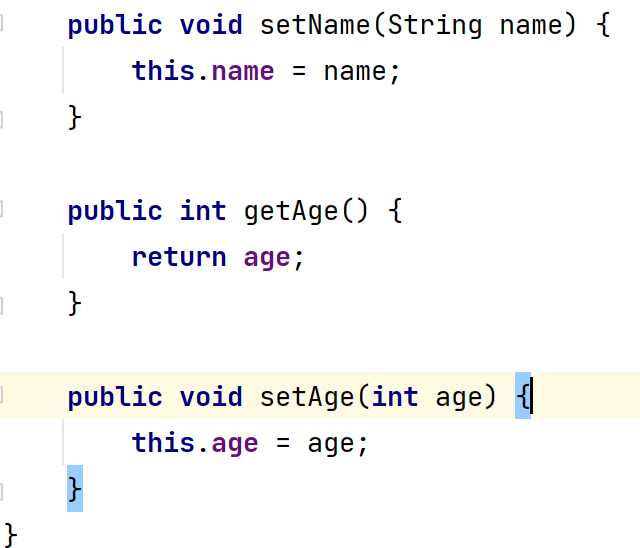 public void setName(String name) {
this.name = name;
}
public int getAge() {
return age;
}
public void setAge(int age) {
this.age = age;
}
}